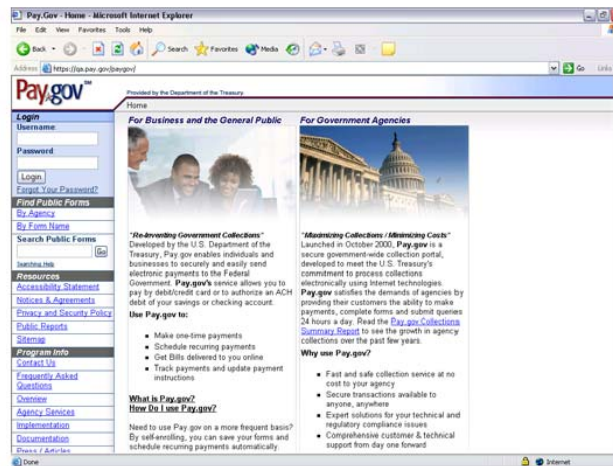 Pay.Gov - Home - Microsoft Internet Explorer
File Edit View Favorites Tools Help
Back Search Favorites Media
Address https://qa.pay.gov/paygov/ Go Links
Pay.gov™
Provided by the Department of the Treasury
Home
Login
Username
Password
Login
Forgot Your Password?
Find Public Forms
By Agency
By Form Name
Search Public Forms
Go
Searching Help
Resources
Accessibility Statement
Notices & Agreements
Privacy and Security Policy
Public Reports
Sitemap
Program Info
Contact Us
Frequently Asked
Questions
Overview
Agency Services
Implementation
Documentation
Press / Articles
For Business and the General Public
"Re-Inventing Government Collections"
Developed by the U.S. Department of the
Treasury, Pay.gov enables individuals and
businesses to securely and easily send
electronic payments to the Federal
Government. Pay.gov's service allows you to
pay by debit/credit card or to authorize an ACH
debit of your savings or checking account.
Use Pay.gov to:
Make one-time payments
Schedule recurring payments
Get Bills delivered to you online
Track payments and update payment
instructions
What is Pay.gov?
How Do I use Pay.gov?
Need to use Pay.gov on a more frequent basis?
By self-enrolling, you can save your forms and
schedule recurring payments automatically.
For Government Agencies
"Maximizing Collections / Minimizing Costs"
Launched in October 2000, Pay.gov is a
secure government-wide collection portal,
developed to meet the U.S. Treasury's
commitment to process collections
electronically using Internet technologies.
Pay.gov satisfies the demands of agencies by
providing their customers the ability to make
payments, complete forms and submit queries
24 hours a day. Read the Pay.gov Collections
Summary Report to see the growth in agency
collections over the past few years.
Why use Pay.gov?
Fast and safe collection service at no
cost to your agency
Secure transactions available to
anyone, anywhere
Expert solutions for your technical and
regulatory compliance issues
Comprehensive customer & technical
support from day one forward
Done
Internet